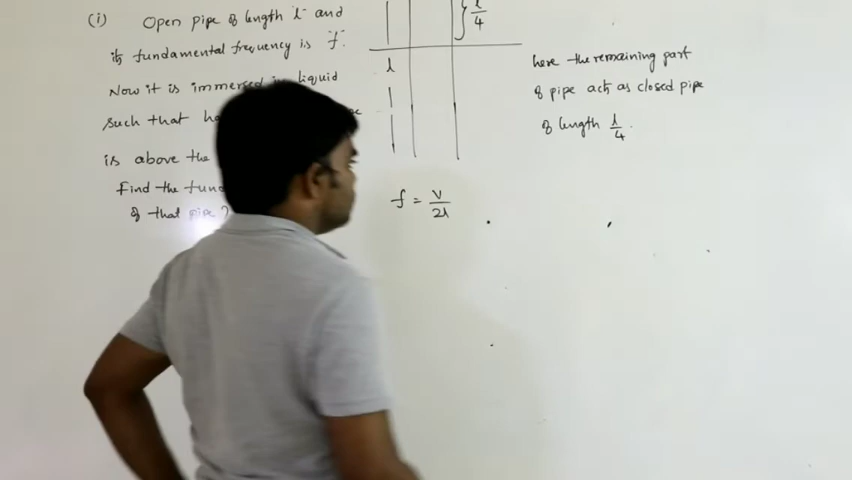 (i) Open pipe of length 'l' and
its fundamental frequency is 'f'.
Now it is immersed in liquid
such that
is above the
Find the
of that pipe?
l/4
l
f = v/2l
here the remaining part
of pipe acts as closed pipe
of length l/4.